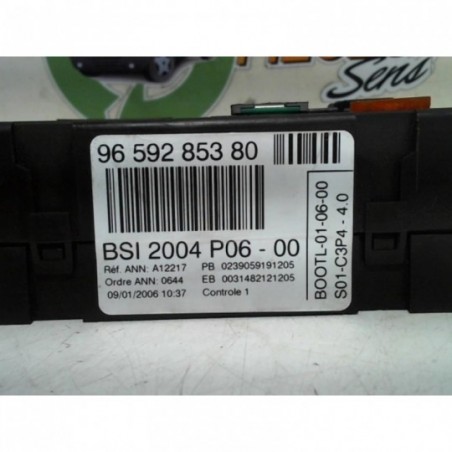 Sens
96 592 853 80
BSI 2004 P06 - 00
Réf. ANN: A12217 PB 0239059191205
Ordre ANN: 0644 EB 0031482121205
09/01/2006 10:37 Controle 1
BOOTL-01-06-00
S01-C3P4 - 4.0